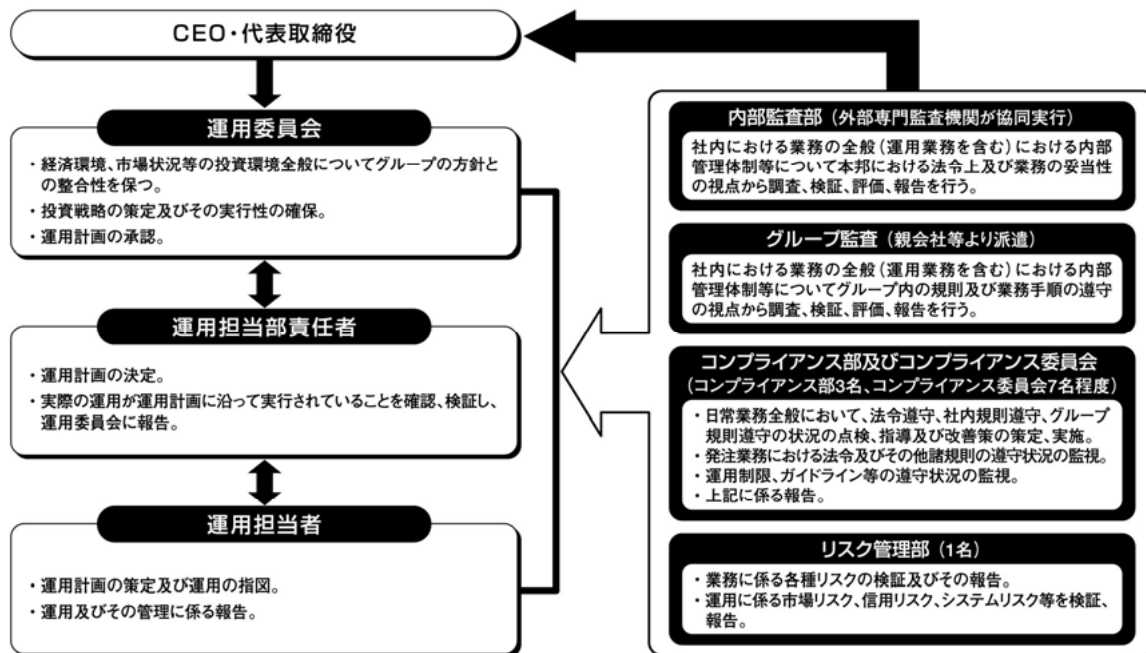 CEO・代表取締役
運用委員会
・経済環境、市場状況等の投資環境全般についてグループの方針と
の整合性を保つ。
・投資戦略の策定及びその実行性の確保。
・運用計画の承認。
運用担当部責任者
・運用計画の決定。
・実際の運用が運用計画に沿って実行されていることを確認、検証し、
運用委員会に報告。
運用担当者
・運用計画の策定及び運用の指図。
・運用及びその管理に係る報告。
内部監査部（外部専門監査機関が協同実行）
社内における業務の全般（運用業務を含む）における内部
管理体制等について本邦における法令上及び業務の妥当性
の視点から調査、検証、評価、報告を行う。
グループ監査（親会社等より派遣）
社内における業務の全般（運用業務を含む）における内部
管理体制等についてグループ内の規則及び業務手順の遵守
の視点から調査、検証、評価、報告を行う。
コンプライアンス部及びコンプライアンス委員会
（コンプライアンス部3名、コンプライアンス委員会7名程度）
・日常業務全般において、法令遵守、社内規則遵守、グループ
規則遵守の状況の点検、指導及び改善策の策定、実施。
・発注業務における法令及びその他諸規則の遵守状況の監視。
・運用制限、ガイドライン等の遵守状況の監視。
・上記に係る報告。
リスク管理部（1名）
・業務に係る各種リスクの検証及びその報告。
・運用に係る市場リスク、信用リスク、システムリスク等を検証、
報告。